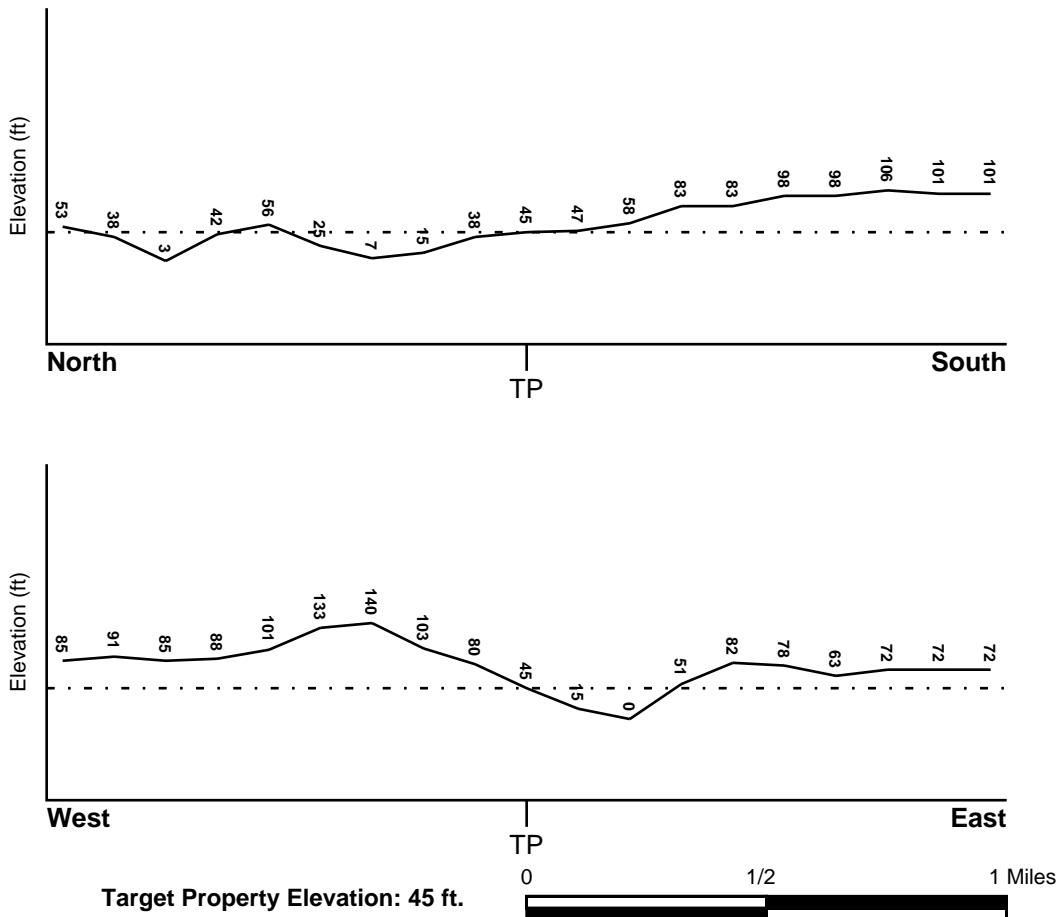 Elevation (ft)
53 38 3 42 56 25 7 15 38 45 47 58 83 83 98 98 106 101 101
North South
TP
Elevation (ft)
85 91 85 88 101 133 140 103 80 45 15 0 51 82 78 63 72 72 72
West East
TP
Target Property Elevation: 45 ft.
0 1/2 1 Miles